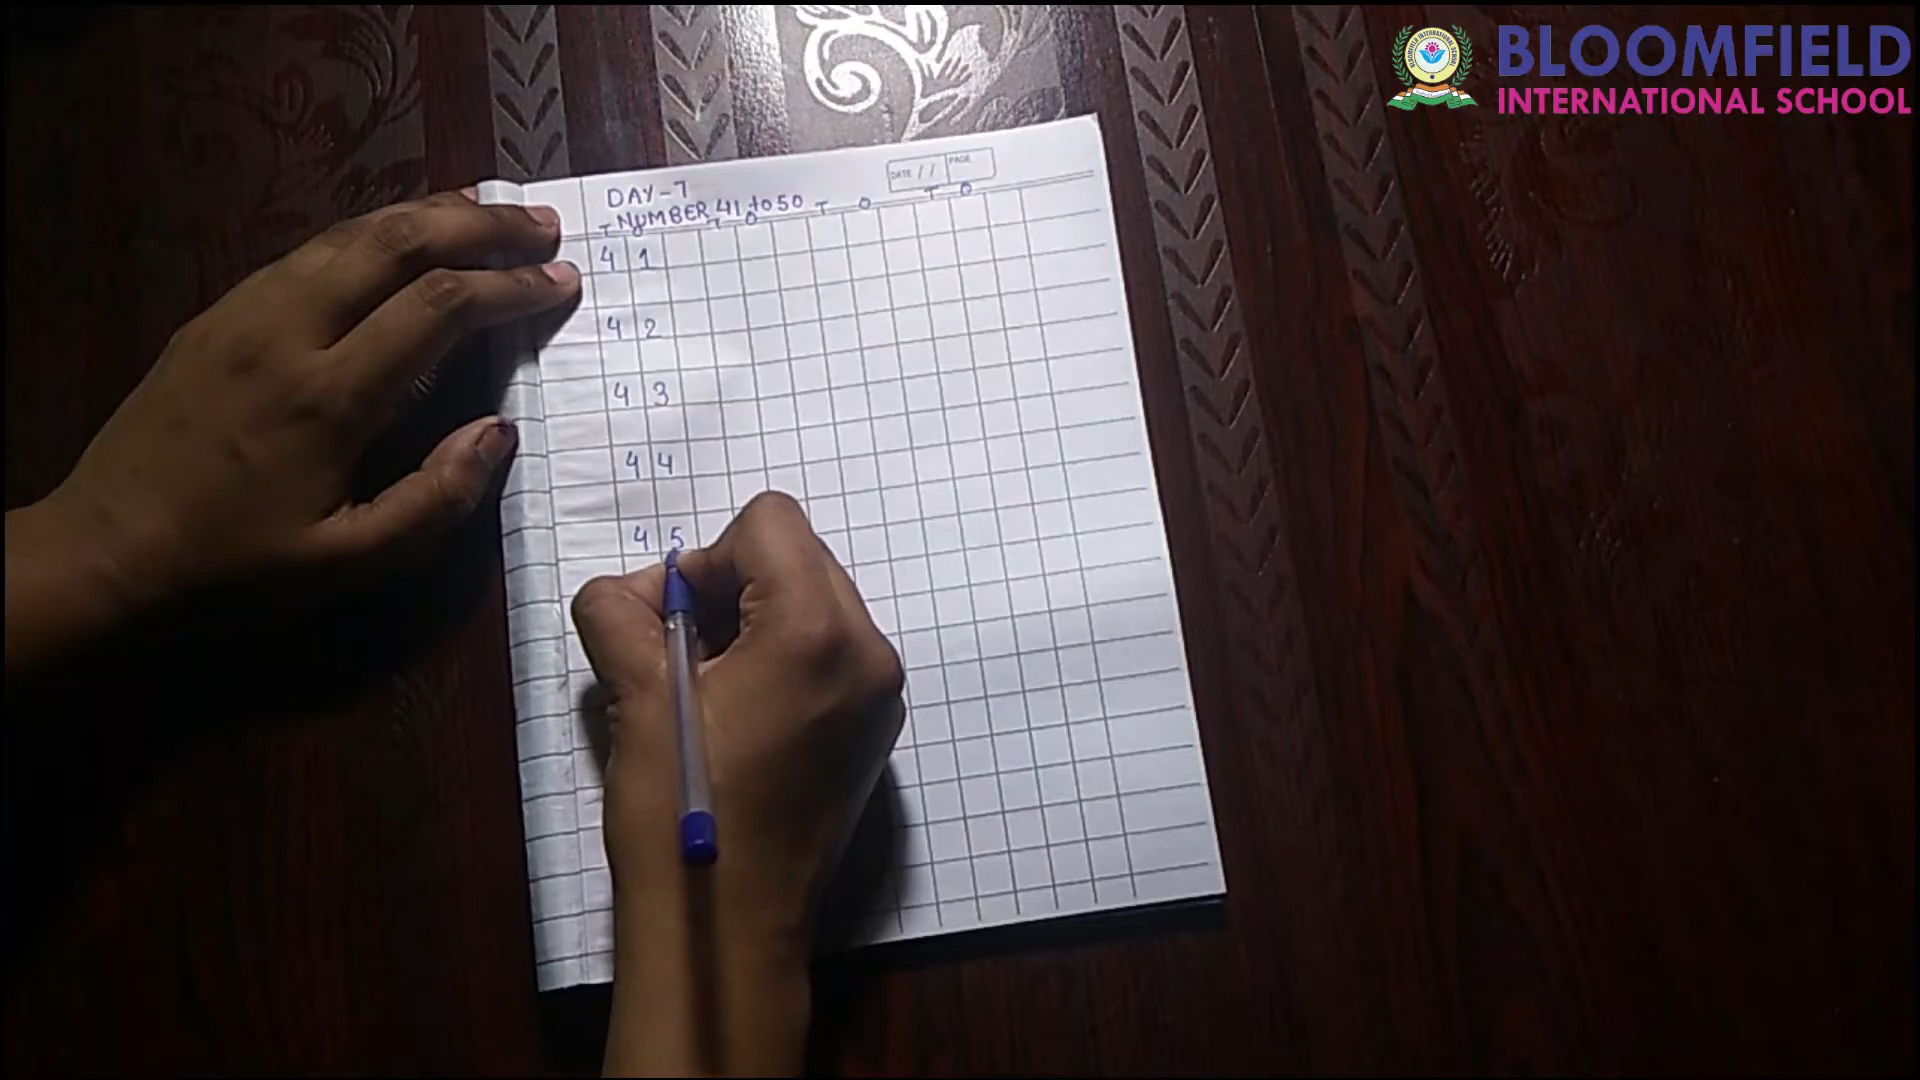 BLOOMFIELD
INTERNATIONAL SCHOOL
DATE / / PAGE
DAY-7
NUMBER 41 to 50
T O T O T O T O
4 1
4 2
4 3
4 4
4 5